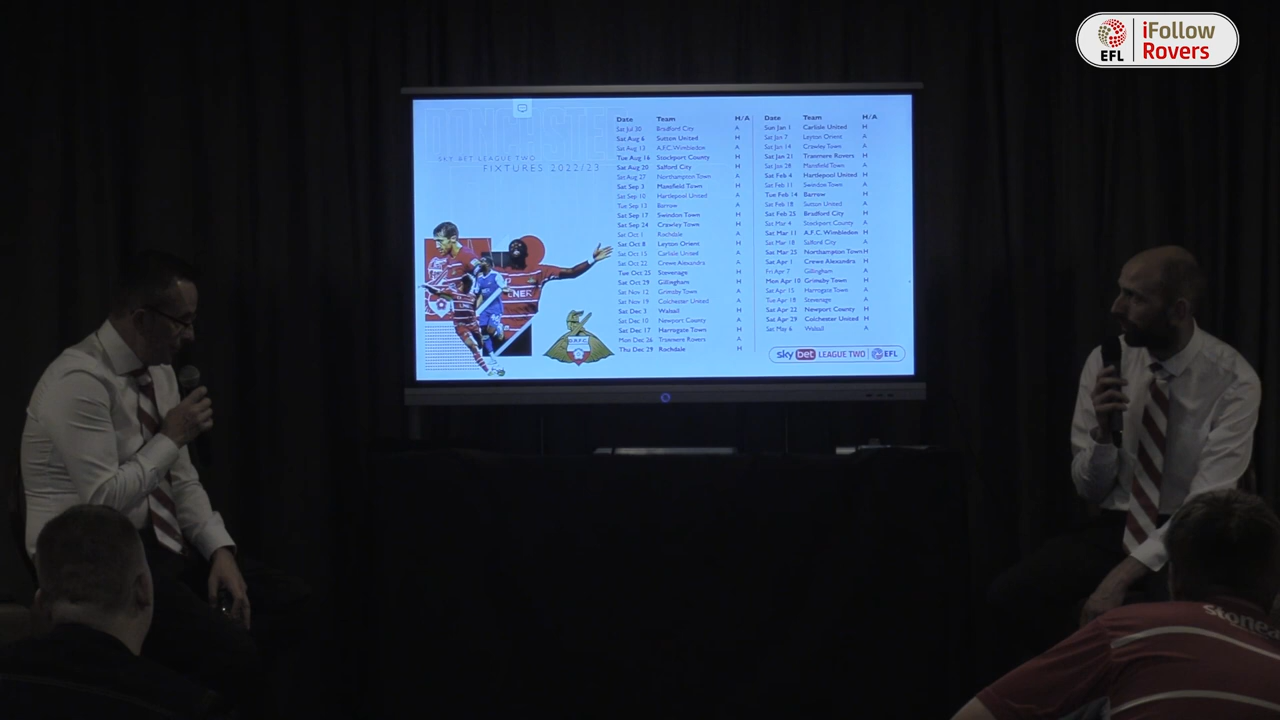 EFL
iFollow
Rovers
DONCASTE
SKY BET LEAGUE TWO
FIXTURES 2022/23
Date Team H/A
Sat Jul 30 Bradford City A
Sat Aug 6 Sutton United H
Sat Aug 13 A.F.C. Wimbledon A
Tue Aug 16 Stockport County H
Sat Aug 20 Salford City H
Sat Aug 27 Northampton Town A
Sat Sep 3 Mansfield Town H
Sat Sep 10 Hartlepool United A
Tue Sep 13 Barrow A
Sat Sep 17 Swindon Town H
Sat Sep 24 Crawley Town H
Sat Oct 1 Rochdale A
Sat Oct 8 Leyton Orient H
Sat Oct 15 Carlisle United A
Sat Oct 22 Crewe Alexandra A
Tue Oct 25 Stevenage H
Sat Oct 29 Gillingham H
Sat Nov 12 Grimsby Town A
Sat Nov 19 Colchester United A
Sat Dec 3 Walsall H
Sat Dec 10 Newport County A
Sat Dec 17 Harrogate Town H
Mon Dec 26 Tranmere Rovers A
Thu Dec 29 Rochdale H
Date Team H/A
Sun Jan 1 Carlisle United H
Sat Jan 7 Leyton Orient A
Sat Jan 14 Crawley Town A
Sat Jan 21 Tranmere Rovers H
Sat Jan 28 Mansfield Town A
Sat Feb 4 Hartlepool United H
Sat Feb 11 Swindon Town A
Tue Feb 14 Barrow H
Sat Feb 18 Sutton United A
Sat Feb 25 Bradford City H
Sat Mar 4 Stockport County A
Sat Mar 11 A.F.C. Wimbledon H
Sat Mar 18 Salford City A
Sat Mar 25 Northampton Town H
Sat Apr 1 Crewe Alexandra H
Fri Apr 7 Gillingham A
Mon Apr 10 Grimsby Town H
Sat Apr 15 Harrogate Town A
Tue Apr 18 Stevenage A
Sat Apr 22 Newport County H
Sat Apr 29 Colchester United H
Sat May 6 Walsall A
LNER
D.R.F.C.
sky bet LEAGUE TWO EFL
stone